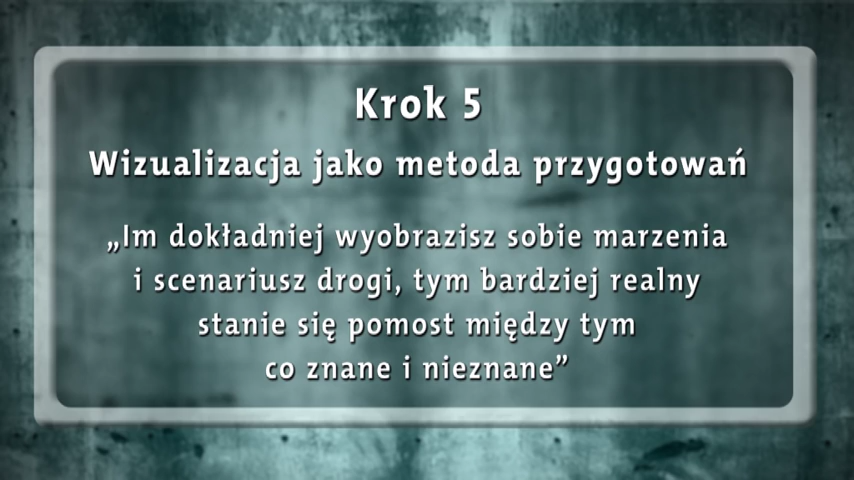 Krok 5
Wizualizacja jako metoda przygotowań
„Im dokładniej wyobrazisz sobie marzenia
i scenariusz drogi, tym bardziej realny
stanie się pomost między tym
co znane i nieznane”